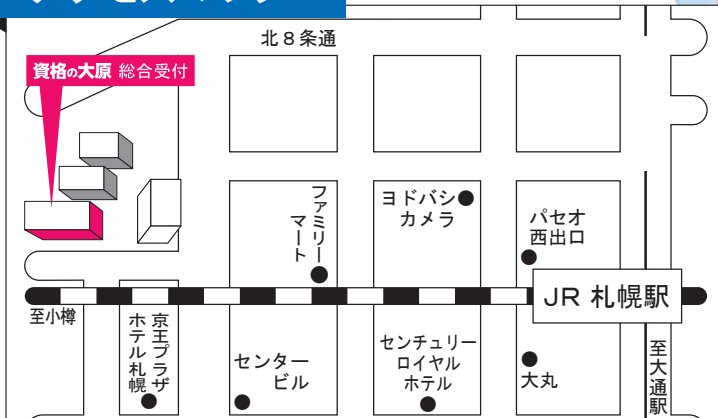 北8条通
資格の大原 総合受付
ファミリー
マート
ヨドバシ
カメラ
パセオ
西出口
JR 札幌駅
至小樽
京王プラザ
ホテル札幌
センター
ビル
センチュリー
ロイヤル
ホテル
大丸
至大通駅